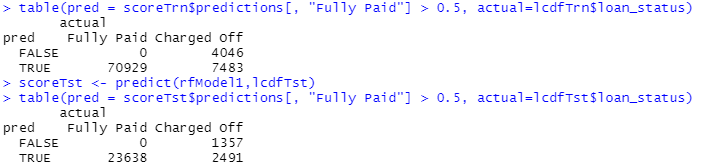 > table(pred = scoreTrn$predictions[, "Fully Paid"] > 0.5, actual=lcdfTrn$loan_status)
       actual
pred    Fully Paid Charged Off
  FALSE          0        4046
  TRUE       70929        7483
> scoreTst <- predict(rfModel1,lcdfTst)
> table(pred = scoreTst$predictions[, "Fully Paid"] > 0.5, actual=lcdfTst$loan_status)
       actual
pred    Fully Paid Charged Off
  FALSE          0        1357
  TRUE       23638        2491